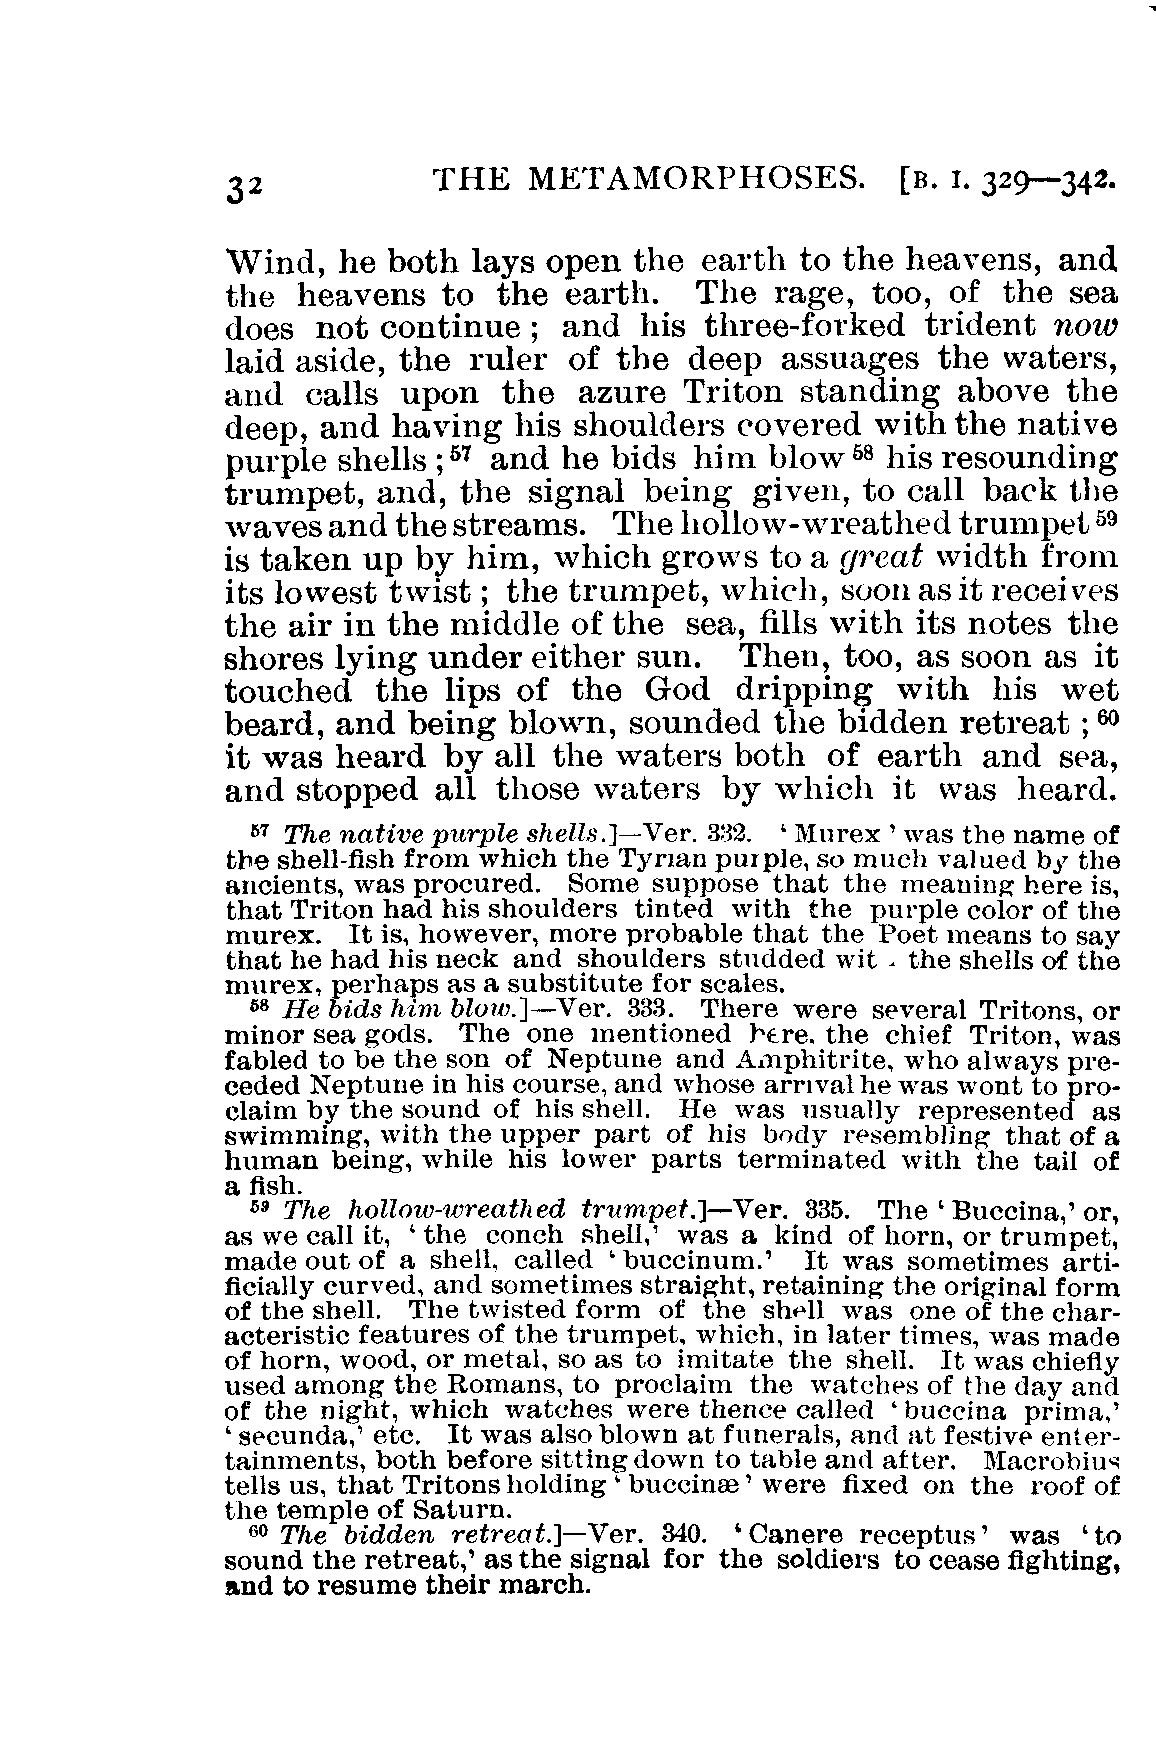 32 THE METAMORPHOSES. [B. I. 329—342.
Wind, he both lays open the earth to the heavens, and
the heavens to the earth. The rage, too, of the sea
does not continue ; and his three-forked trident now
laid aside, the ruler of the deep assuages the waters,
and calls upon the azure Triton standing above the
deep, and having his shoulders covered with the native
purple shells ;⁵⁷ and he bids him blow ⁵⁸ his resounding
trumpet, and, the signal being given, to call back the
waves and the streams. The hollow-wreathed trumpet ⁵⁹
is taken up by him, which grows to a great width from
its lowest twist ; the trumpet, which, soon as it receives
the air in the middle of the sea, fills with its notes the
shores lying under either sun. Then, too, as soon as it
touched the lips of the God dripping with his wet
beard, and being blown, sounded the bidden retreat ; ⁶⁰
it was heard by all the waters both of earth and sea,
and stopped all those waters by which it was heard.
⁵⁷ The native purple shells.]—Ver. 332. ‘ Murex ’ was the name of
the shell-fish from which the Tyrian purple, so much valued by the
ancients, was procured. Some suppose that the meaning here is,
that Triton had his shoulders tinted with the purple color of the
murex. It is, however, more probable that the Poet means to say
that he had his neck and shoulders studded wit the shells of the
murex, perhaps as a substitute for scales.
⁵⁸ He bids him blow.]—Ver. 333. There were several Tritons, or
minor sea gods. The one mentioned here, the chief Triton, was
fabled to be the son of Neptune and Amphitrite, who always pre-
ceded Neptune in his course, and whose arrival he was wont to pro-
claim by the sound of his shell. He was usually represented as
swimming, with the upper part of his body resembling that of a
human being, while his lower parts terminated with the tail of
a fish.
⁵⁹ The hollow-wreathed trumpet.]—Ver. 335. The ‘ Buccina,’ or,
as we call it, ‘ the conch shell,’ was a kind of horn, or trumpet,
made out of a shell, called ‘ buccinum.’ It was sometimes arti-
ficially curved, and sometimes straight, retaining the original form
of the shell. The twisted form of the shell was one of the char-
acteristic features of the trumpet, which, in later times, was made
of horn, wood, or metal, so as to imitate the shell. It was chiefly
used among the Romans, to proclaim the watches of the day and
of the night, which watches were thence called ‘ buccina prima,’
‘ secunda,’ etc. It was also blown at funerals, and at festive enter-
tainments, both before sitting down to table and after. Macrobius
tells us, that Tritons holding ‘ buccinæ ’ were fixed on the roof of
the temple of Saturn.
⁶⁰ The bidden retreat.]—Ver. 340. ‘ Canere receptus ’ was ‘ to
sound the retreat,’ as the signal for the soldiers to cease fighting,
and to resume their march.